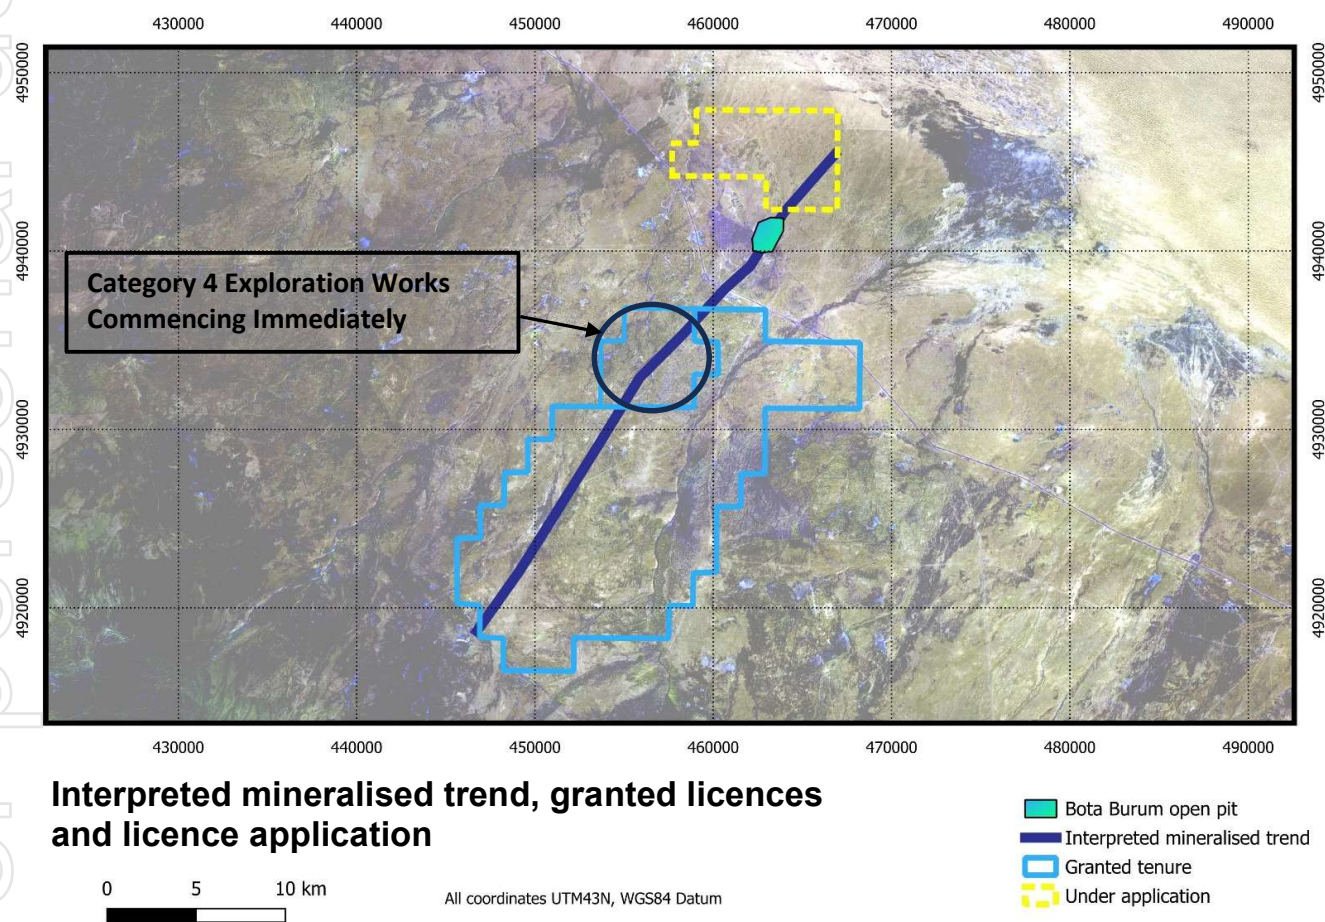 430000 440000 450000 460000 470000 480000 490000
4950000 4950000
4940000 4940000
Category 4 Exploration Works
Commencing Immediately
4930000 4930000
4920000 4920000
430000 440000 450000 460000 470000 480000 490000
Interpreted mineralised trend, granted licences
and licence application
0 5 10 km
All coordinates UTM43N, WGS84 Datum
Bota Burum open pit
Interpreted mineralised trend
Granted tenure
Under application